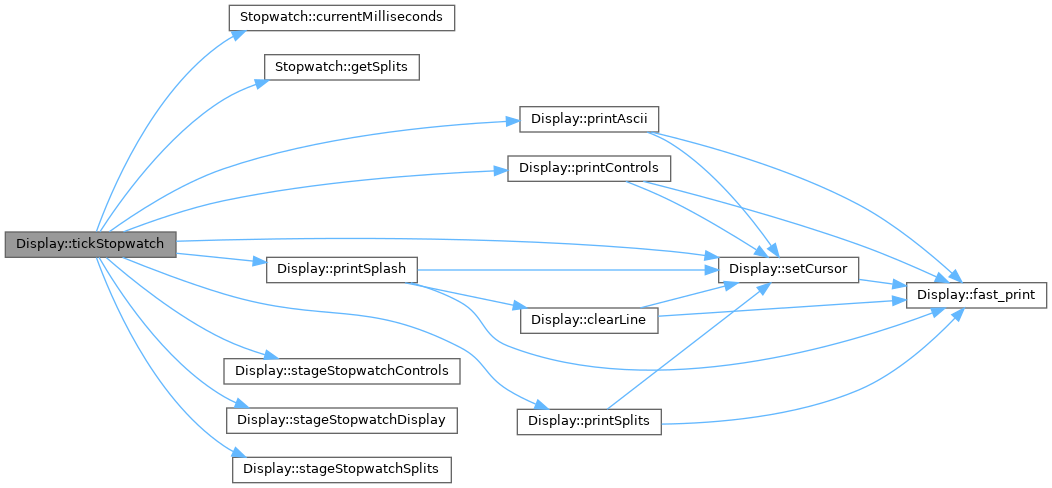 Stopwatch::currentMilliseconds
Stopwatch::getSplits
Display::printAscii
Display::printControls
Display::tickStopwatch
Display::printSplash
Display::setCursor
Display::fast_print
Display::clearLine
Display::stageStopwatchControls
Display::stageStopwatchDisplay
Display::printSplits
Display::stageStopwatchSplits